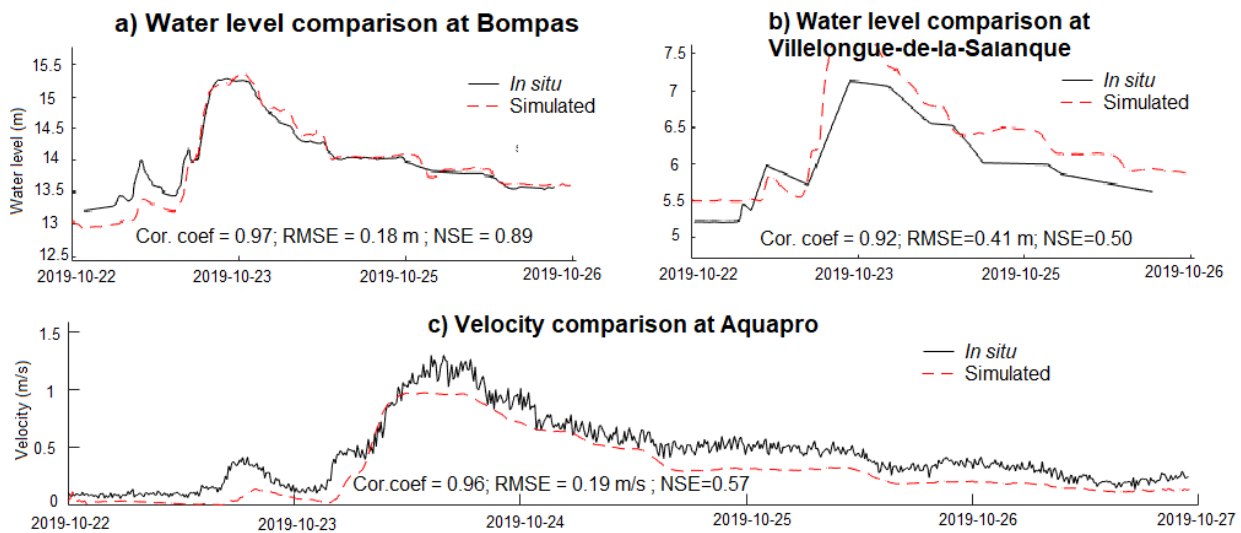 a) Water level comparison at Bompas
15.5
15
14.5
14
13.5
13
12.5
Water level (m)
In situ
Simulated
s
Cor. coef = 0.97; RMSE = 0.18 m ; NSE = 0.89
2019-10-22 2019-10-23 2019-10-25 2019-10-26
b) Water level comparison at
Villelongue-de-la-Salanque
7.5
7
6.5
6
5.5
5
In situ
Simulated
Cor. coef = 0.92; RMSE=0.41 m; NSE=0.50
2019-10-22 2019-10-23 2019-10-25 2019-10-26
c) Velocity comparison at Aquapro
1.5
1
0.5
0
Velocity (m/s)
In situ
Simulated
Cor.coef = 0.96; RMSE = 0.19 m/s ; NSE=0.57
2019-10-22 2019-10-23 2019-10-24 2019-10-25 2019-10-26 2019-10-27